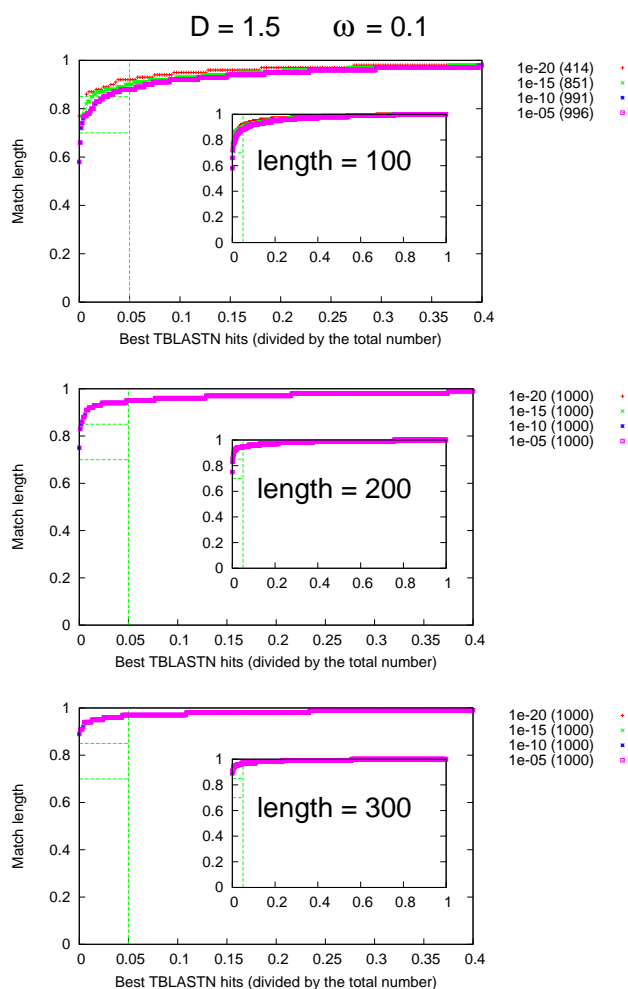 D = 1.5 ω = 0.1
1
0.8
0.6
0.4
0.2
0
0 0.05 0.1 0.15 0.2 0.25 0.3 0.35 0.4
Match length
Best TBLASTN hits (divided by the total number)
1e-20 (414)
1e-15 (851)
1e-10 (991)
1e-05 (996)
1
0.8
0.6
0.4
0.2
0
0 0.2 0.4 0.6 0.8 1
length = 100
1
0.8
0.6
0.4
0.2
0
0 0.05 0.1 0.15 0.2 0.25 0.3 0.35 0.4
Match length
Best TBLASTN hits (divided by the total number)
1e-20 (1000)
1e-15 (1000)
1e-10 (1000)
1e-05 (1000)
1
0.8
0.6
0.4
0.2
0
0 0.2 0.4 0.6 0.8 1
length = 200
1
0.8
0.6
0.4
0.2
0
0 0.05 0.1 0.15 0.2 0.25 0.3 0.35 0.4
Match length
Best TBLASTN hits (divided by the total number)
1e-20 (1000)
1e-15 (1000)
1e-10 (1000)
1e-05 (1000)
1
0.8
0.6
0.4
0.2
0
0 0.2 0.4 0.6 0.8 1
length = 300